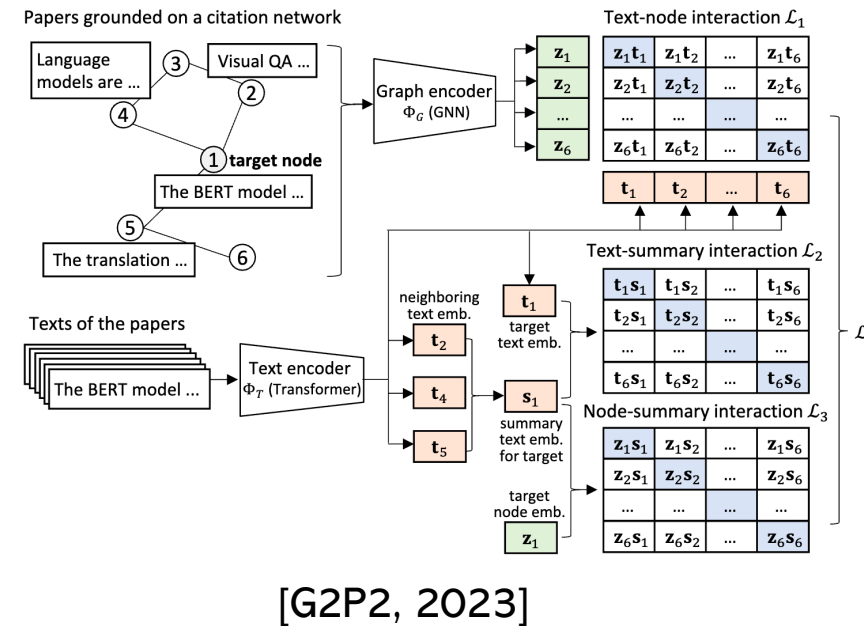 Papers grounded on a citation network
Language
models are ...
3
Visual QA ...
2
4
1 target node
The BERT model ...
5
The translation ...
6
Graph encoder
Φ_G (GNN)
z₁
z₂
...
z₆
Text-node interaction ℒ₁
z₁t₁ z₁t₂ ... z₁t₆
z₂t₁ z₂t₂ ... z₂t₆
... ... ...
z₆t₁ z₆t₂ ... z₆t₆
t₁ t₂ ... t₆
Texts of the papers
The BERT model ...
Text encoder
Φ_T (Transformer)
neighboring
text emb.
t₂
t₄
t₅
t₁
target
text emb.
s₁
summary
text emb.
for target
target
node emb.
z₁
Text-summary interaction ℒ₂
t₁s₁ t₁s₂ ... t₁s₆
t₂s₁ t₂s₂ ... t₂s₆
... ... ...
t₆s₁ t₆s₂ ... t₆s₆
Node-summary interaction ℒ₃
z₁s₁ z₁s₂ ... z₁s₆
z₂s₁ z₂s₂ ... z₂s₆
... ... ...
z₆s₁ z₆s₂ ... z₆s₆
ℒ
[G2P2, 2023]